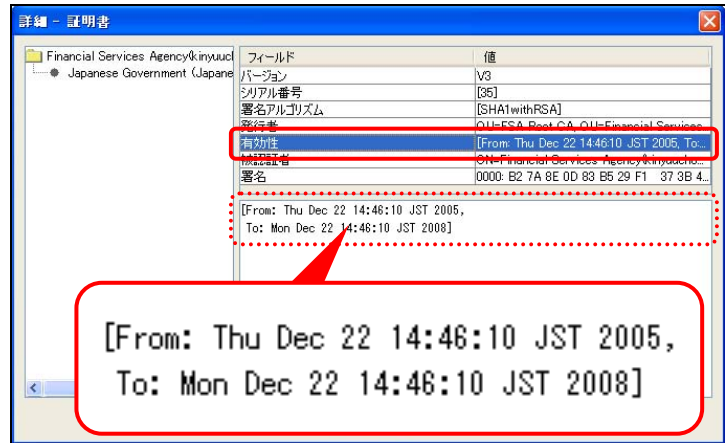 詳細 - 証明書
Financial Services Agency(kinyucl
Japanese Government (Japane
フィールド 値
バージョン V3
シリアル番号 [35]
署名アルゴリズム [SHA1withRSA]
発行者 OU=FSA Root CA, OU=Financial Services
有効性 [From: Thu Dec 22 14:46:10 JST 2005, To:...
被認証者 CN=Financial Services Agency(kinyucho...
署名 0000: B2 7A 8E 0D 83 B5 29 F1 37 3B 4...
[From: Thu Dec 22 14:46:10 JST 2005,
To: Mon Dec 22 14:46:10 JST 2008]
[From: Thu Dec 22 14:46:10 JST 2005,
To: Mon Dec 22 14:46:10 JST 2008]